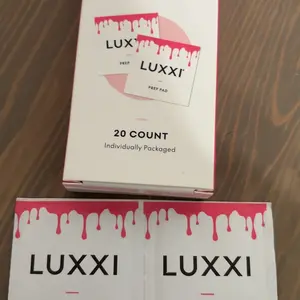 LUXXI
PREP PAD
LUXXI
PREP PAD
20 COUNT
Individually Packaged
LUXXI
LUXXI